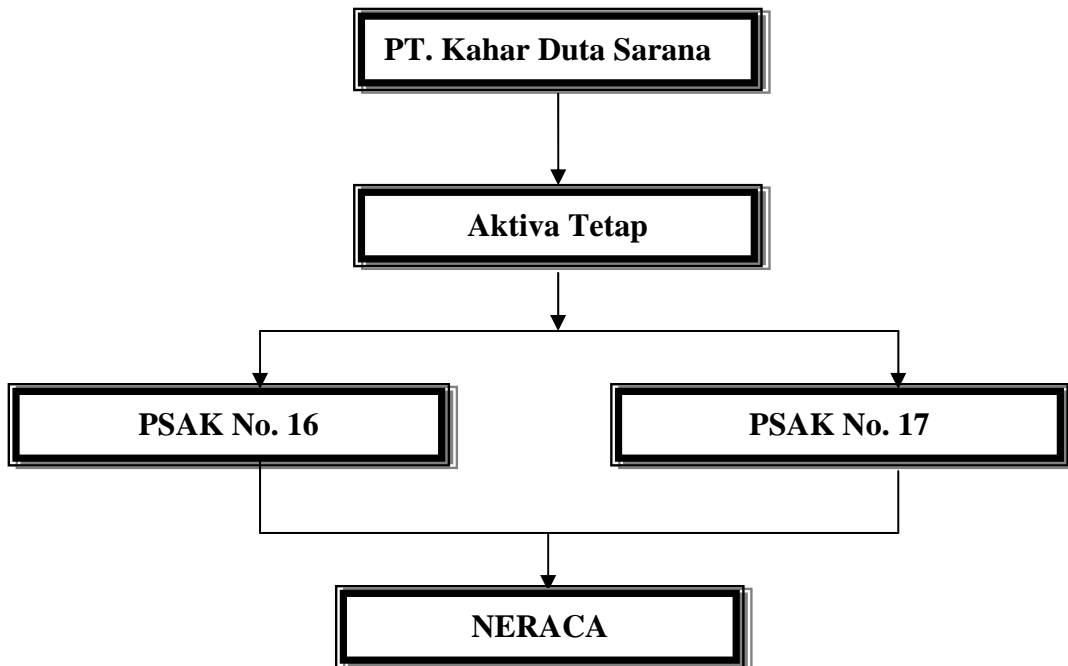 PT. Kahar Duta Sarana
Aktiva Tetap
PSAK No. 16
PSAK No. 17
NERACA